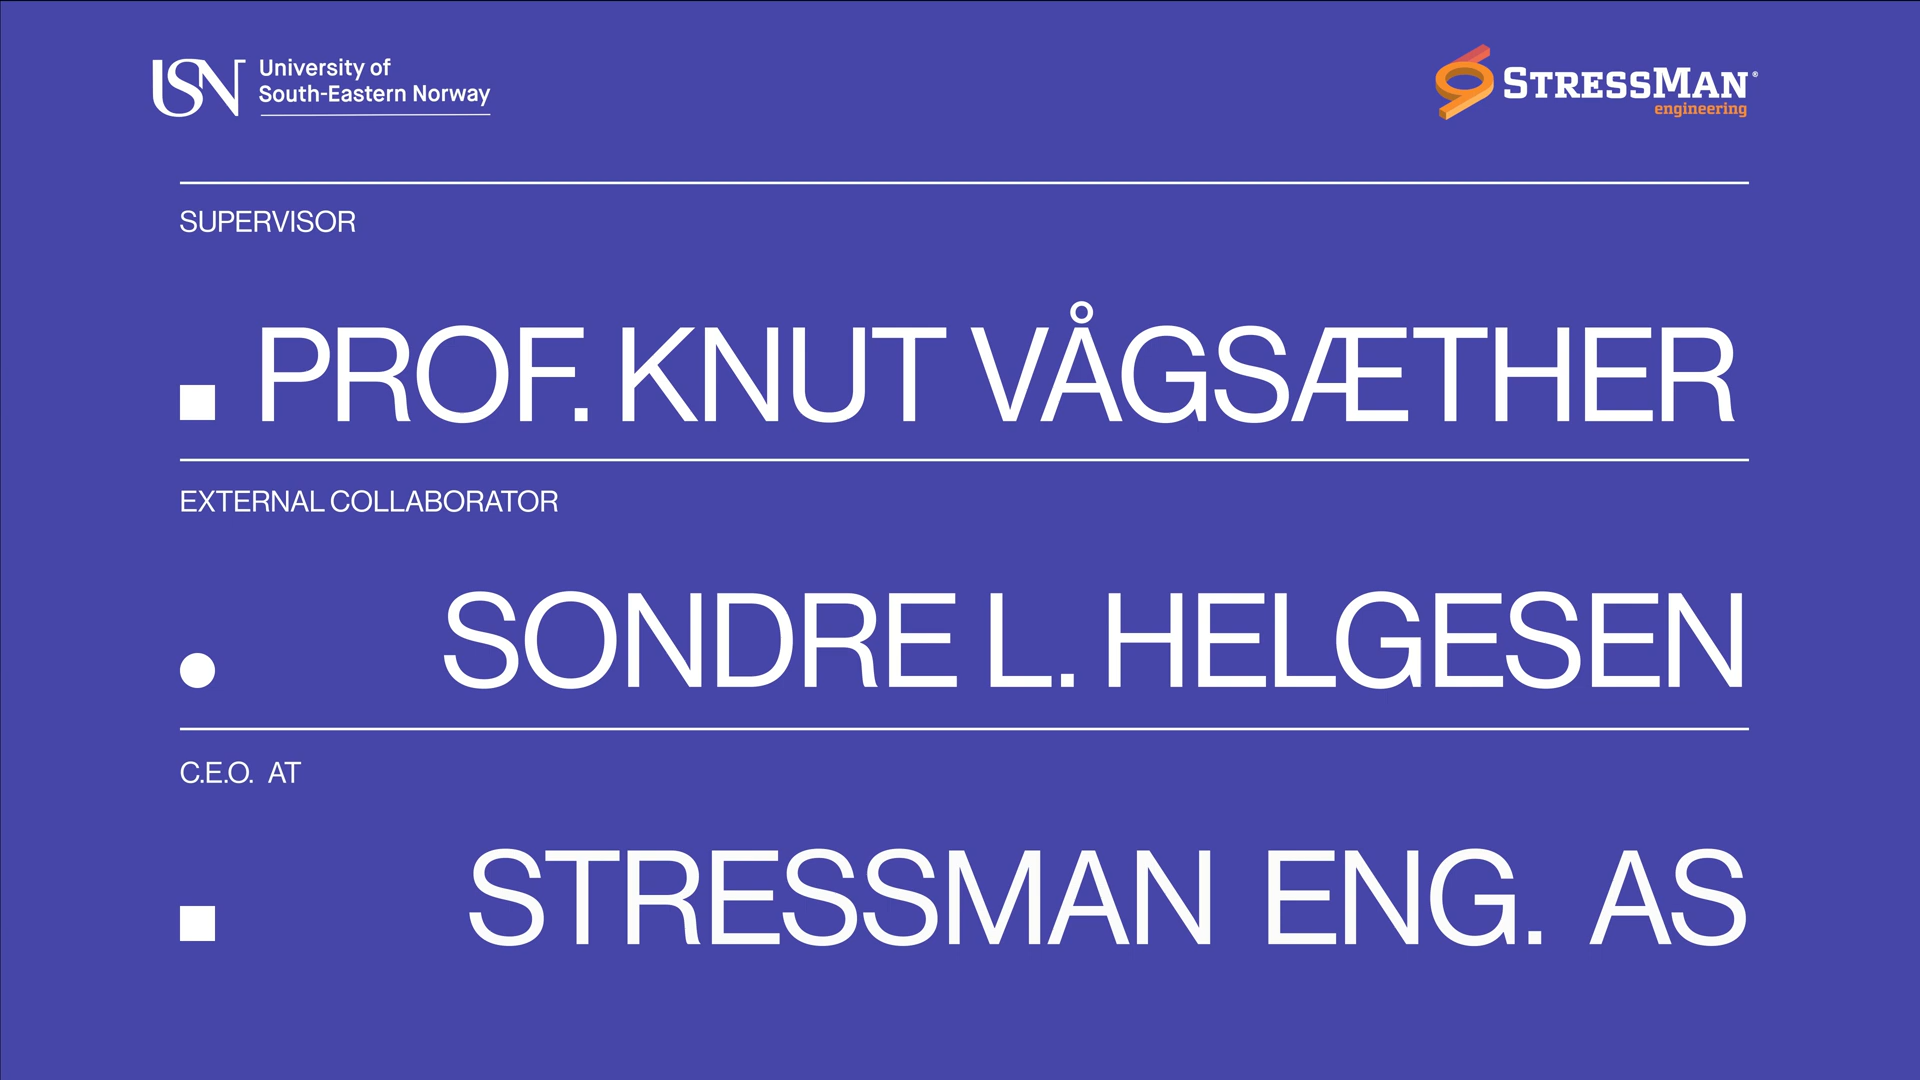 USN University of
South-Eastern Norway
STRESSMAN®
engineering
SUPERVISOR
PROF. KNUT VÅGSÆTHER
EXTERNAL COLLABORATOR
SONDRE L. HELGESEN
C.E.O. AT
STRESSMAN ENG. AS